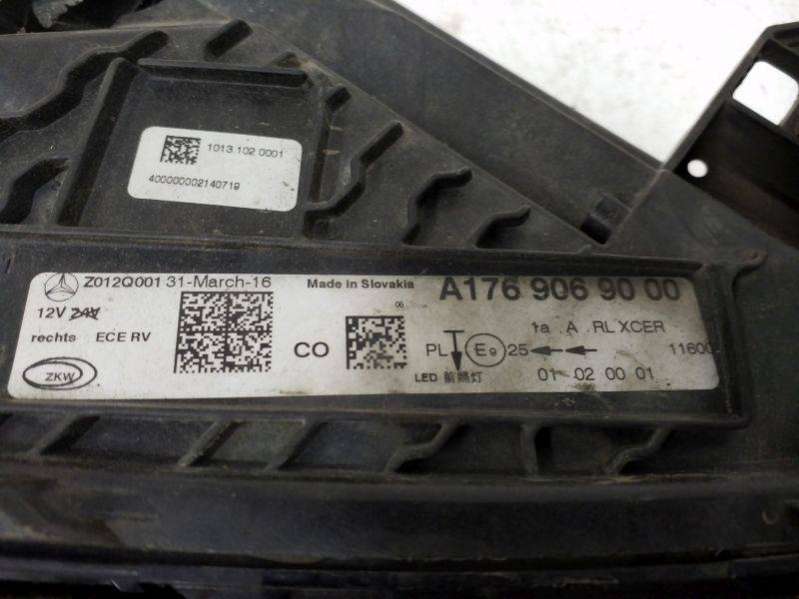 1013.102 0001
400000002140719
Z012Q001 31-March-16 Made in Slovakia A176 906 90 00
12V 24V
06
1a A RL XCER
rechts ECE RV CO PL E9 25 11600
ZKW LED 前照灯 01 02 00 01